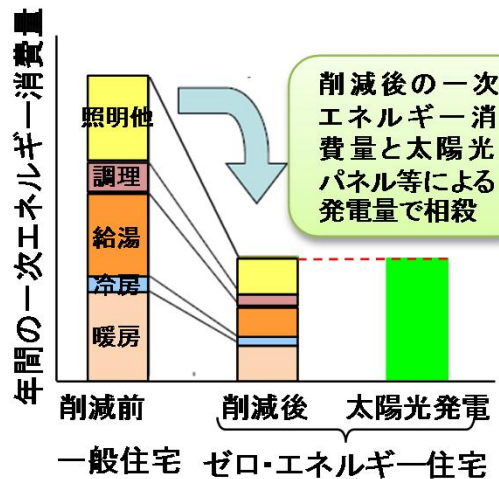 年間の一次エネルギー消費量
削減後の一次
エネルギー消
費量と太陽光
パネル等による
発電量で相殺
照明他
調理
給湯
冷房
暖房
削減前
削減後
太陽光発電
一般住宅
ゼロ・エネルギー住宅